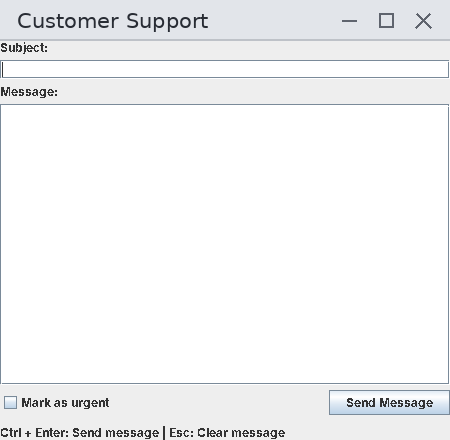 Customer Support
Subject:
Message:
Mark as urgent
Send Message
Ctrl + Enter: Send message | Esc: Clear message